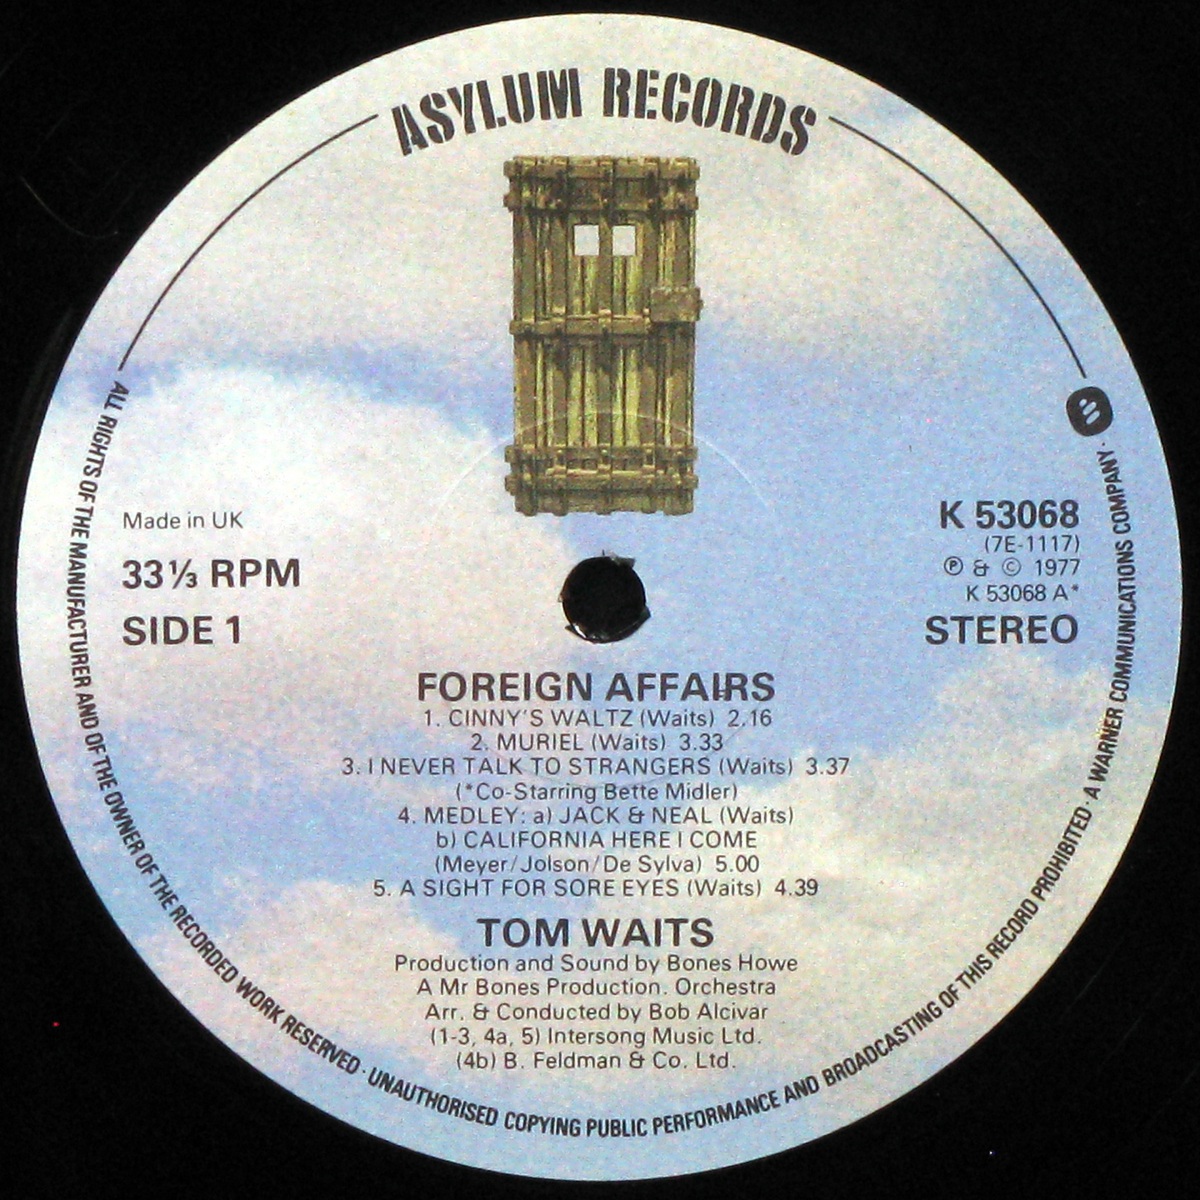 ASYLUM RECORDS
Made in UK
33⅓ RPM
SIDE 1
K 53068
(7E-1117)
℗ & © 1977
K 53068 A*
STEREO
FOREIGN AFFAIRS
1. CINNY'S WALTZ (Waits) 2.16
2. MURIEL (Waits) 3.33
3. I NEVER TALK TO STRANGERS (Waits) 3.37
(*Co-Starring Bette Midler)
4. MEDLEY: a) JACK & NEAL (Waits)
b) CALIFORNIA HERE I COME
(Meyer/Jolson/De Sylva) 5.00
5. A SIGHT FOR SORE EYES (Waits) 4.39
TOM WAITS
Production and Sound by Bones Howe
A Mr Bones Production. Orchestra
Arr. & Conducted by Bob Alcivar
(1-3, 4a, 5) Intersong Music Ltd.
(4b) B. Feldman & Co. Ltd.
ALL RIGHTS OF THE MANUFACTURER AND OF THE OWNER OF THE RECORDED WORK RESERVED · UNAUTHORISED COPYING PUBLIC PERFORMANCE AND BROADCASTING OF THIS RECORD PROHIBITED · A WARNER COMMUNICATIONS COMPANY ·